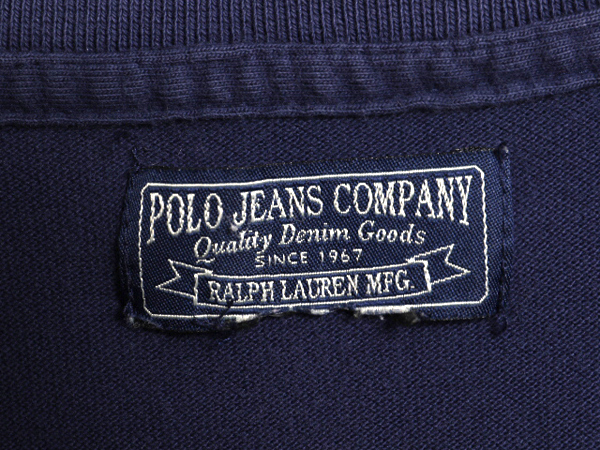 POLO JEANS COMPANY
Quality Denim Goods
SINCE 1967
RALPH LAUREN MFG.